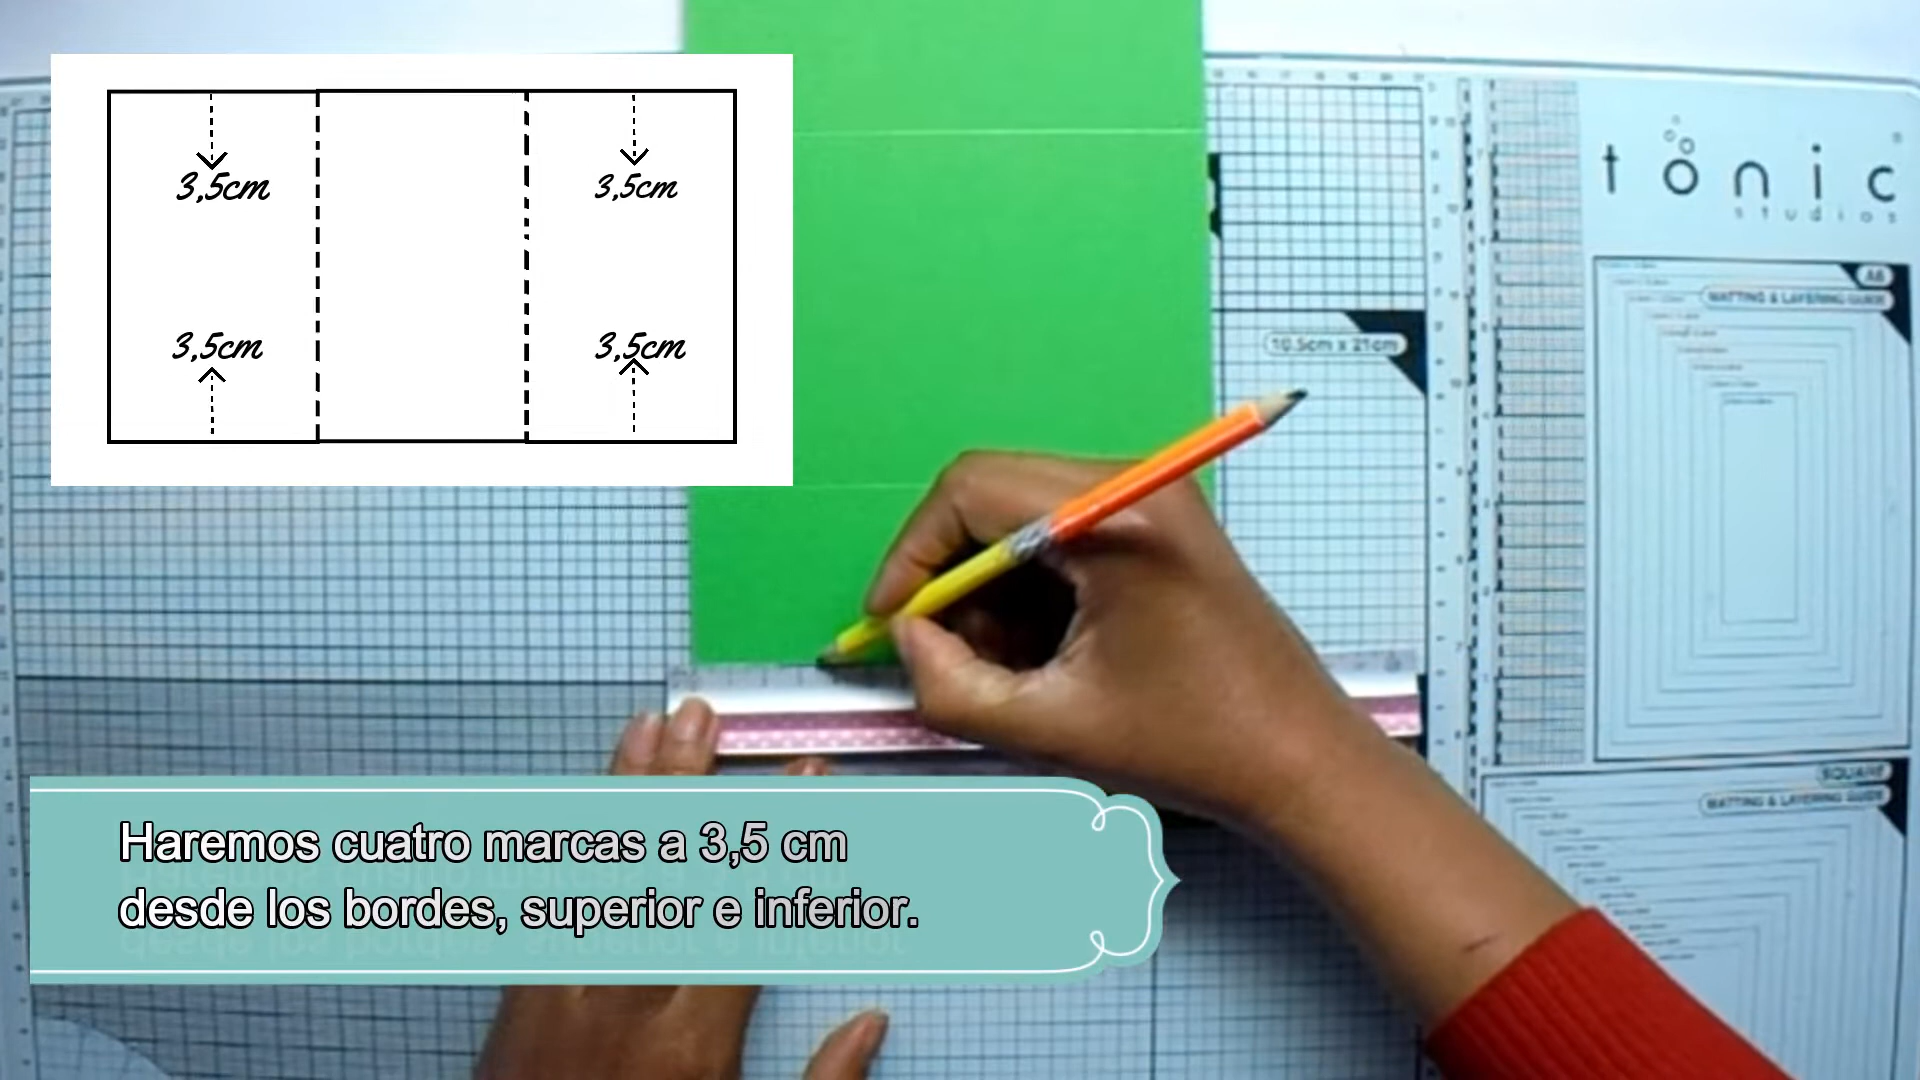 3,5cm
3,5cm
3,5cm
3,5cm
tonic
studios
A6
MATTING & LAYERING GUIDE
10.5cm x 21cm
SQUARE
MATTING & LAYERING GUIDE
Haremos cuatro marcas a 3,5 cm
desde los bordes, superior e inferior.